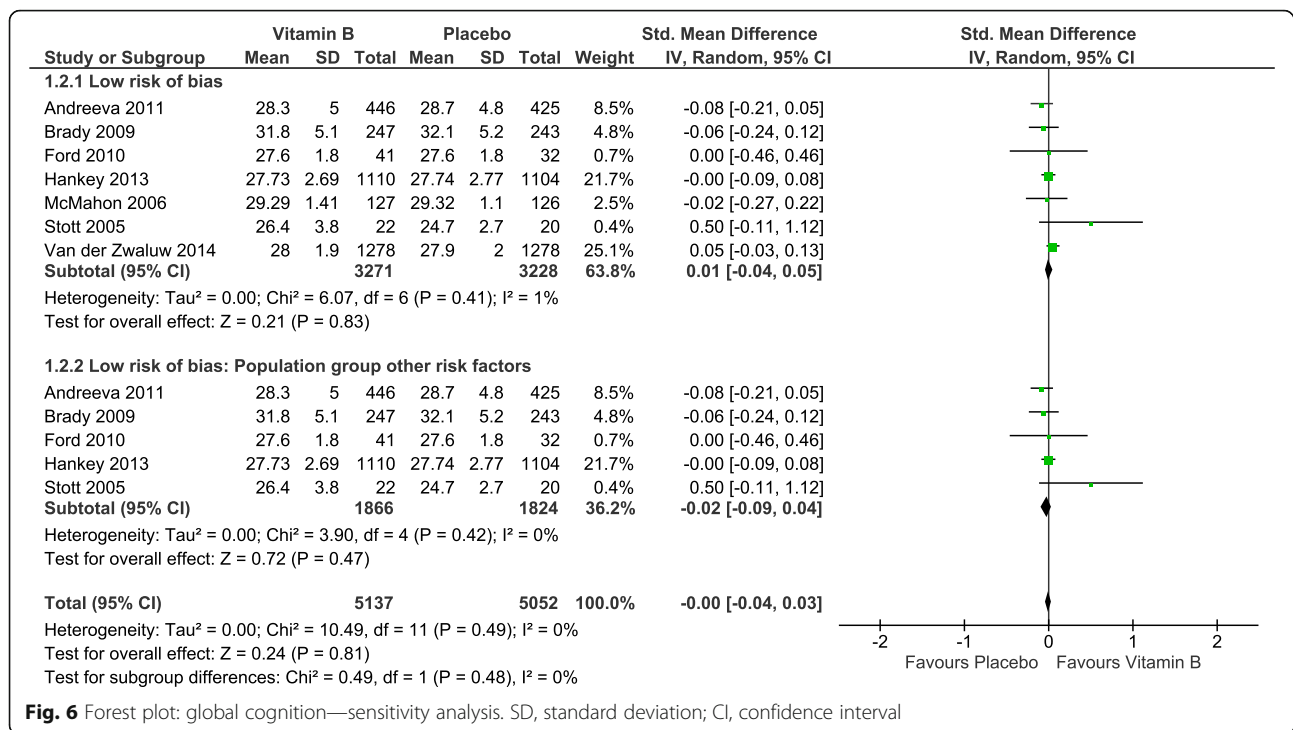 Vitamin B Placebo Std. Mean Difference Std. Mean Difference
Study or Subgroup Mean SD Total Mean SD Total Weight IV, Random, 95% CI IV, Random, 95% CI
1.2.1 Low risk of bias
Andreeva 2011 28.3 5 446 28.7 4.8 425 8.5% -0.08 [-0.21, 0.05]
Brady 2009 31.8 5.1 247 32.1 5.2 243 4.8% -0.06 [-0.24, 0.12]
Ford 2010 27.6 1.8 41 27.6 1.8 32 0.7% 0.00 [-0.46, 0.46]
Hankey 2013 27.73 2.69 1110 27.74 2.77 1104 21.7% -0.00 [-0.09, 0.08]
McMahon 2006 29.29 1.41 127 29.32 1.1 126 2.5% -0.02 [-0.27, 0.22]
Stott 2005 26.4 3.8 22 24.7 2.7 20 0.4% 0.50 [-0.11, 1.12]
Van der Zwaluw 2014 28 1.9 1278 27.9 2 1278 25.1% 0.05 [-0.03, 0.13]
Subtotal (95% CI) 3271 3228 63.8% 0.01 [-0.04, 0.05]
Heterogeneity: Tau² = 0.00; Chi² = 6.07, df = 6 (P = 0.41); I² = 1%
Test for overall effect: Z = 0.21 (P = 0.83)
1.2.2 Low risk of bias: Population group other risk factors
Andreeva 2011 28.3 5 446 28.7 4.8 425 8.5% -0.08 [-0.21, 0.05]
Brady 2009 31.8 5.1 247 32.1 5.2 243 4.8% -0.06 [-0.24, 0.12]
Ford 2010 27.6 1.8 41 27.6 1.8 32 0.7% 0.00 [-0.46, 0.46]
Hankey 2013 27.73 2.69 1110 27.74 2.77 1104 21.7% -0.00 [-0.09, 0.08]
Stott 2005 26.4 3.8 22 24.7 2.7 20 0.4% 0.50 [-0.11, 1.12]
Subtotal (95% CI) 1866 1824 36.2% -0.02 [-0.09, 0.04]
Heterogeneity: Tau² = 0.00; Chi² = 3.90, df = 4 (P = 0.42); I² = 0%
Test for overall effect: Z = 0.72 (P = 0.47)
Total (95% CI) 5137 5052 100.0% -0.00 [-0.04, 0.03]
Heterogeneity: Tau² = 0.00; Chi² = 10.49, df = 11 (P = 0.49); I² = 0%
Test for overall effect: Z = 0.24 (P = 0.81)
Test for subgroup differences: Chi² = 0.49, df = 1 (P = 0.48), I² = 0%
-2 -1 0 1 2
Favours Placebo Favours Vitamin B
Fig. 6 Forest plot: global cognition—sensitivity analysis. SD, standard deviation; CI, confidence interval